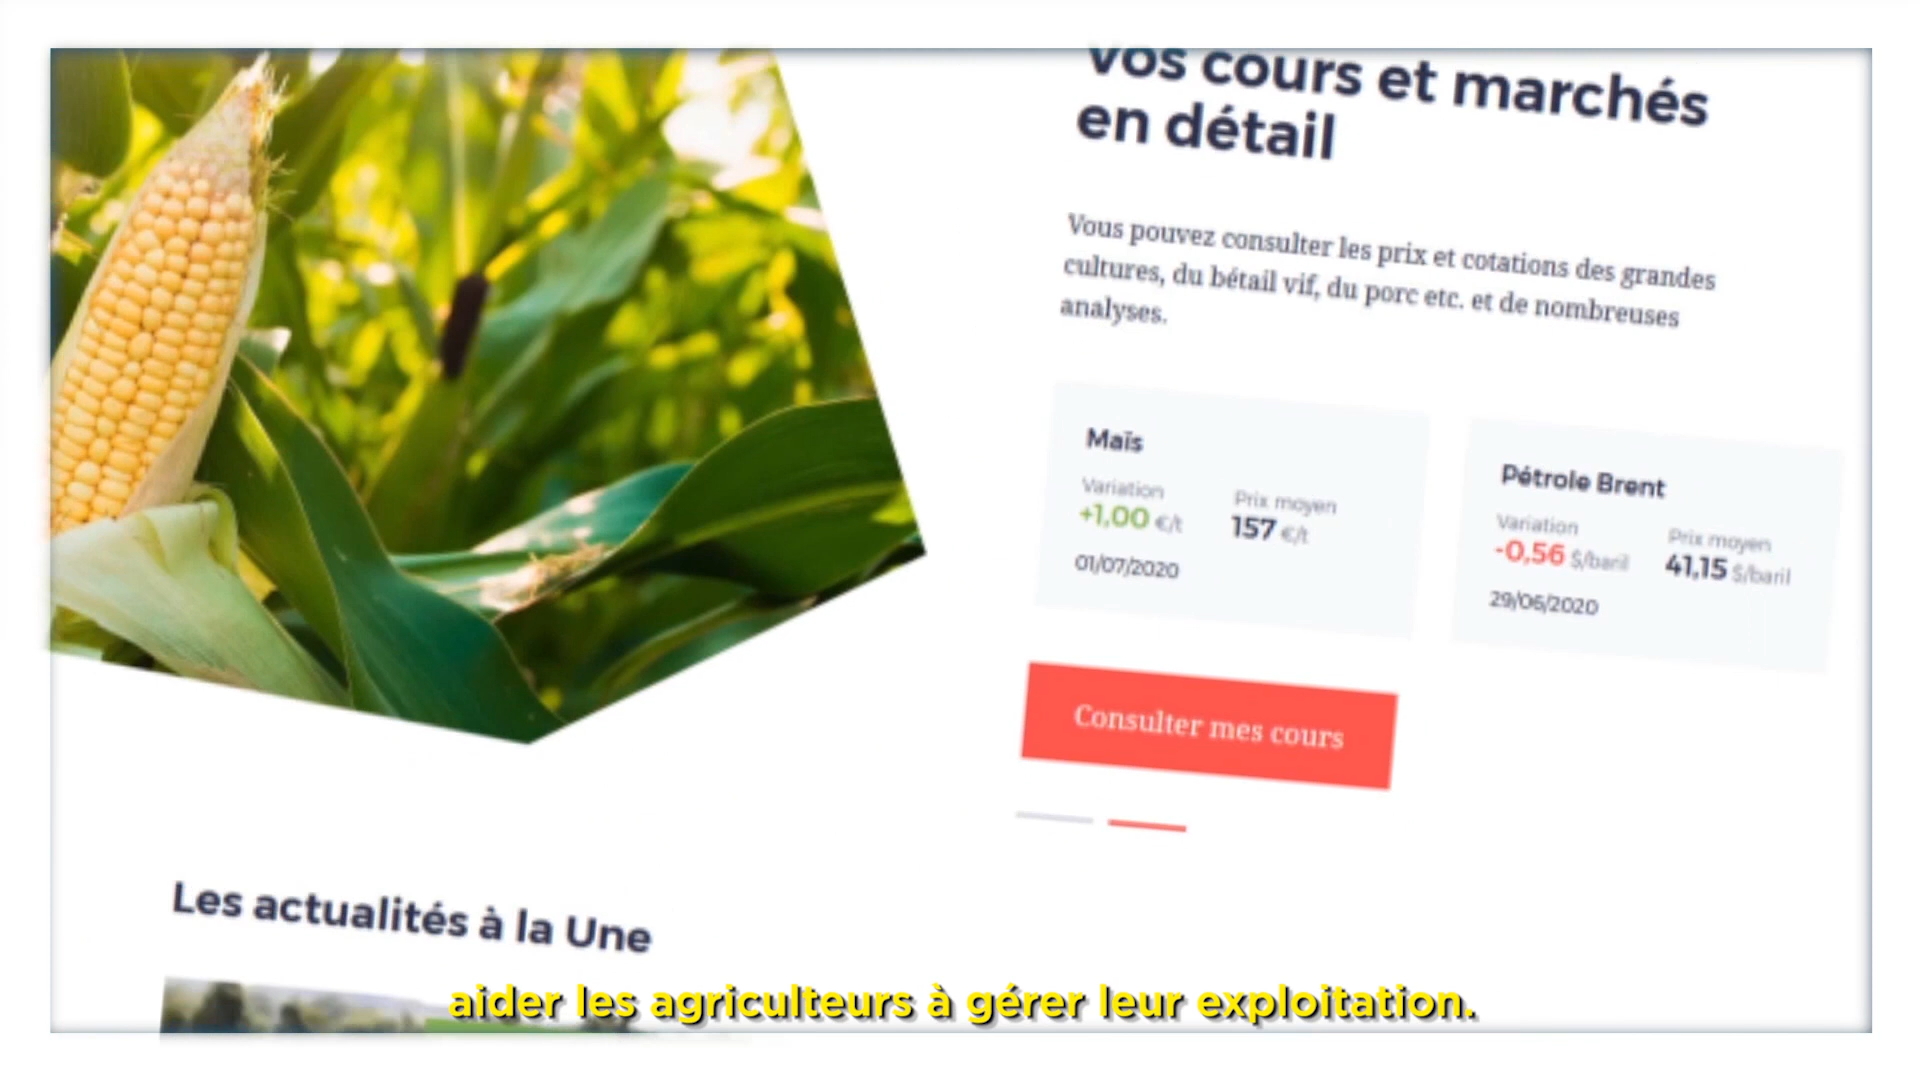 Vos cours et marchés
en détail
Vous pouvez consulter les prix et cotations des grandes
cultures, du bétail vif, du porc etc. et de nombreuses
analyses.
Maïs
Variation
Prix moyen
+1,00 €/t
157 €/t
01/07/2020
Pétrole Brent
Variation
Prix moyen
-0,56 $/baril
41,15 $/baril
29/06/2020
Consulter mes cours
Les actualités à la Une
aider les agriculteurs à gérer leur exploitation.